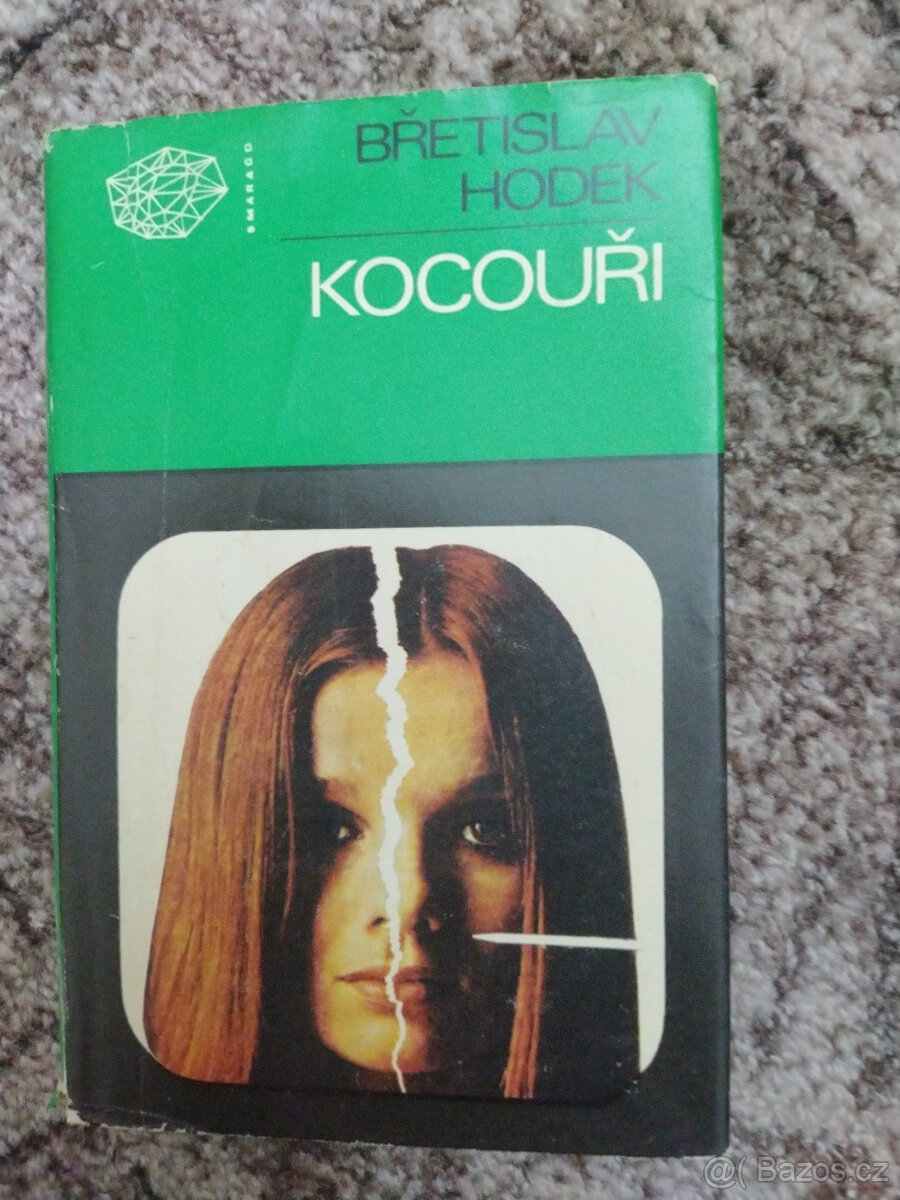 SMARAGD
BŘETISLAV
HODEK
KOCOUŘI
@( Bazos.cz